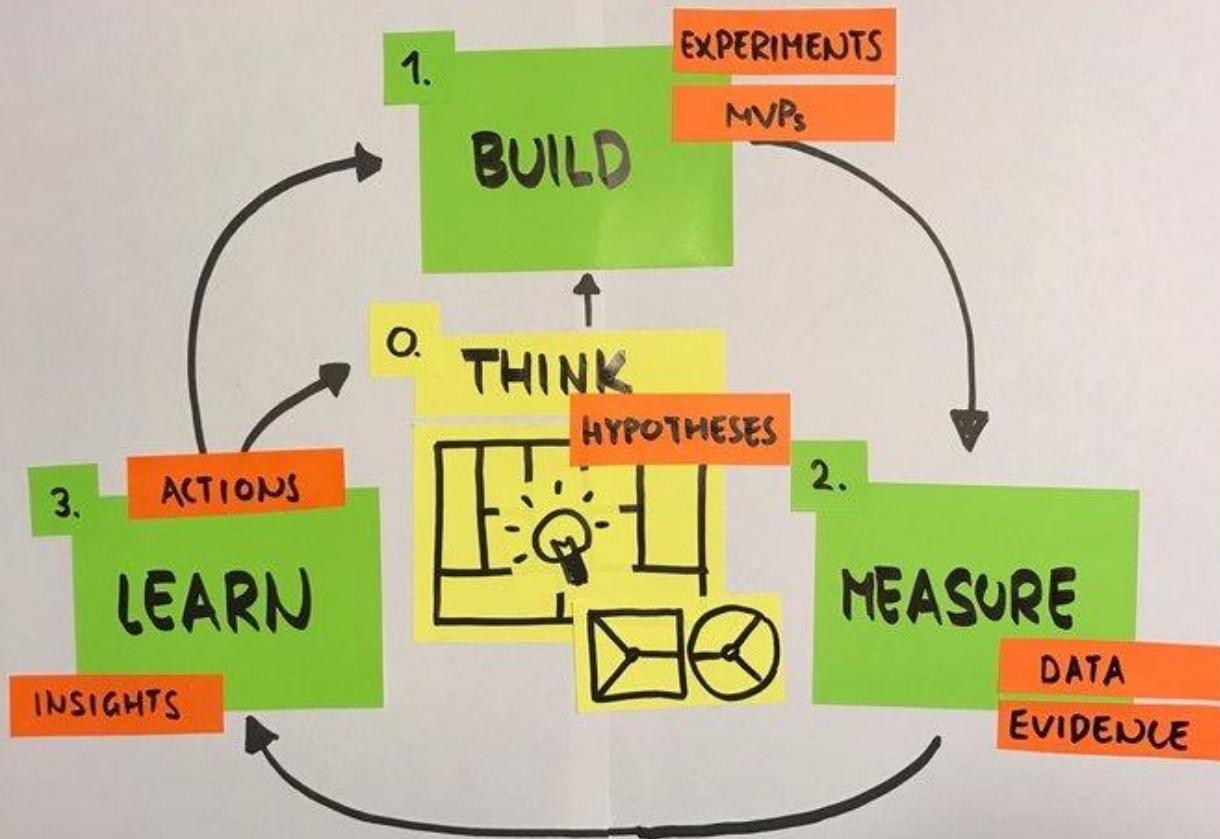 1.
BUILD
EXPERIMENTS
MVPs
0.
THINK
HYPOTHESES
2.
MEASURE
DATA
EVIDENCE
3.
ACTIONS
LEARN
INSIGHTS